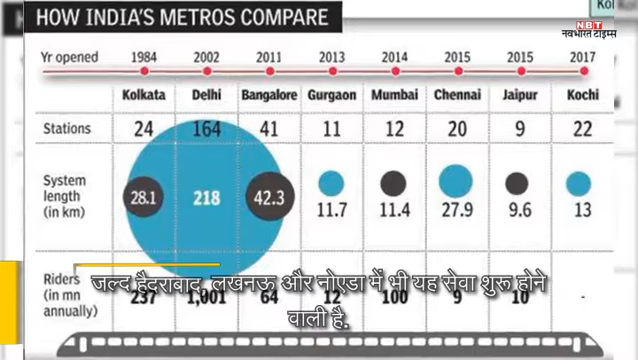 Kol
HOW INDIA'S METROS COMPARE
NBT
नवभारत टाइम्स
Yr opened 1984 2002 2011 2013 2014 2015 2015 2017
Kolkata Delhi Bangalore Gurgaon Mumbai Chennai Jaipur Kochi
Stations 24 164 41 11 12 20 9 22
System
length
(in km)
28.1 218 42.3 11.7 11.4 27.9 9.6 13
Riders
(in mn
annually)
237 1,001 64 12 100 9 10 -
जल्द हैदराबाद, लखनऊ और नोएडा में भी यह सेवा शुरू होने
वाली है.